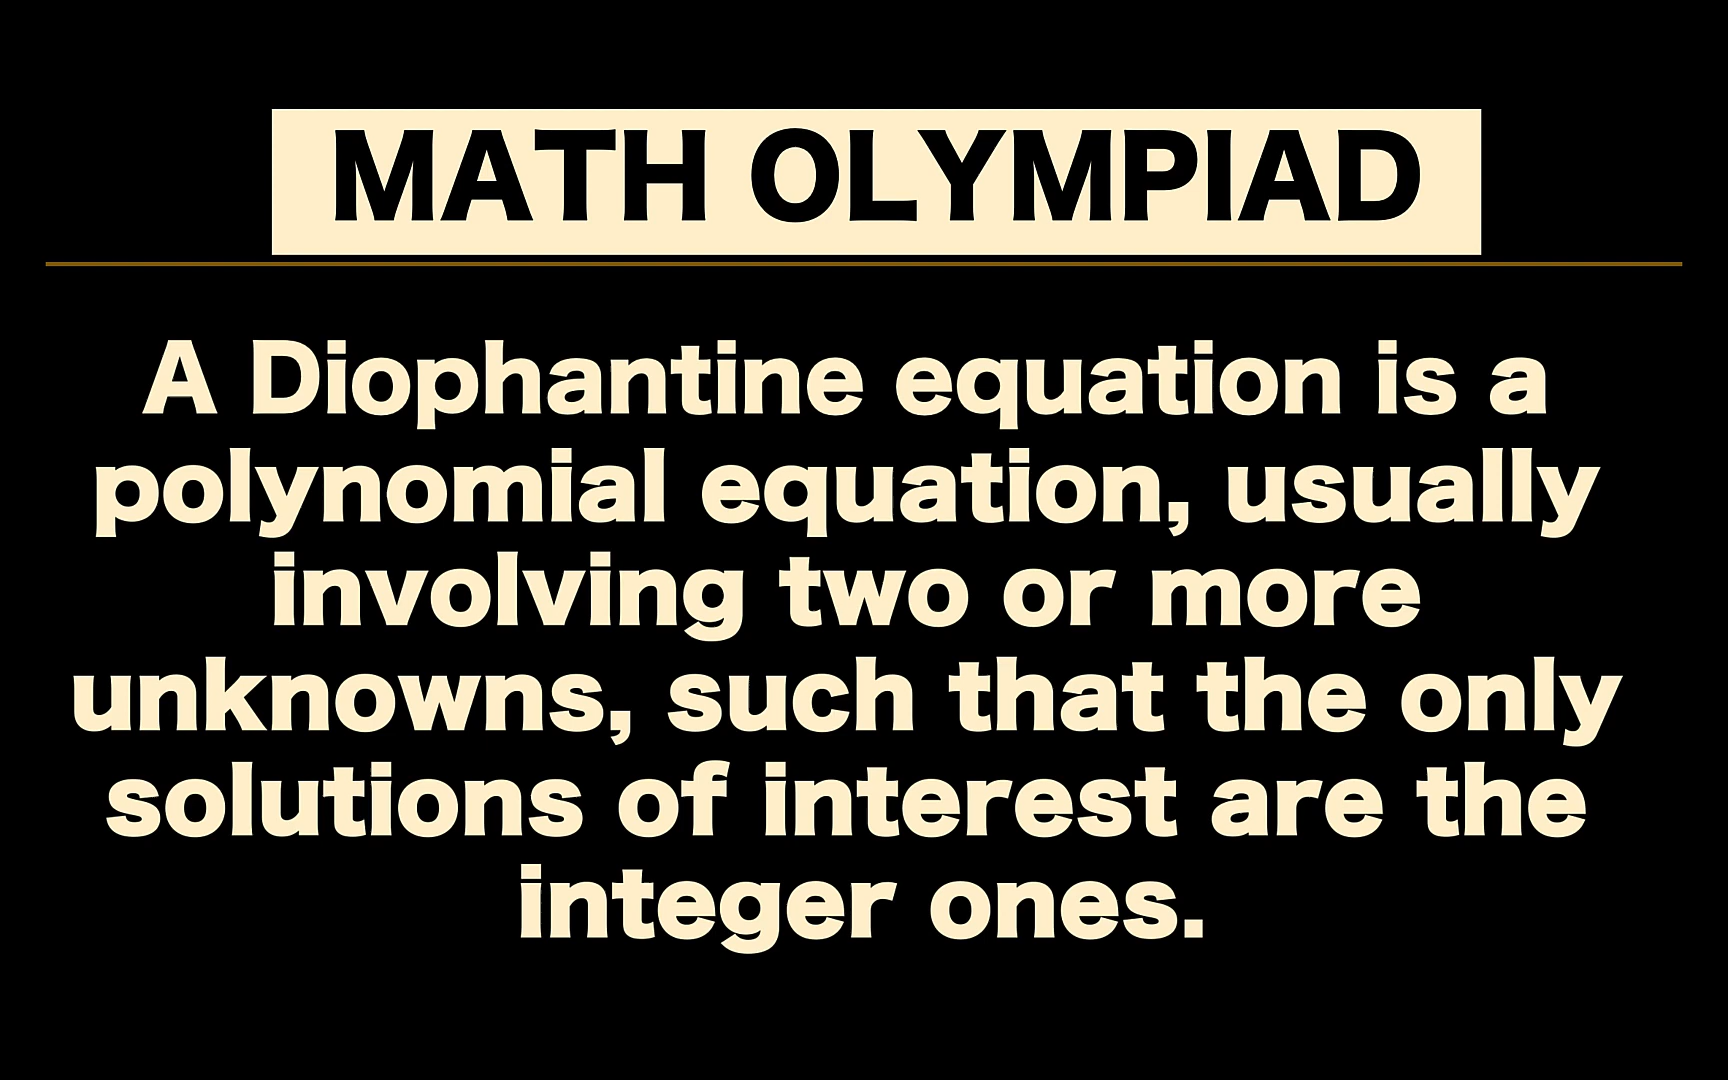 MATH OLYMPIAD
A Diophantine equation is a
polynomial equation, usually
involving two or more
unknowns, such that the only
solutions of interest are the
integer ones.